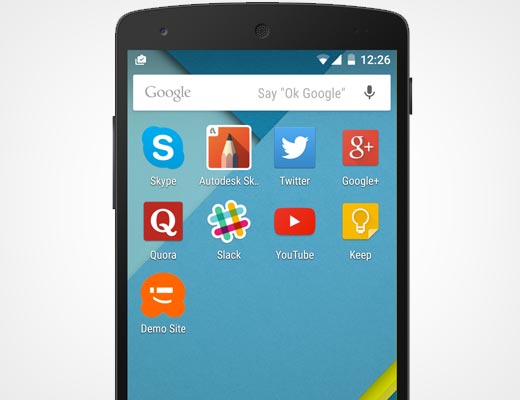 12:26
Google Say "Ok Google"
Skype Autodesk Sk.. Twitter Google+
g+
Q
Quora Slack YouTube Keep
Demo Site